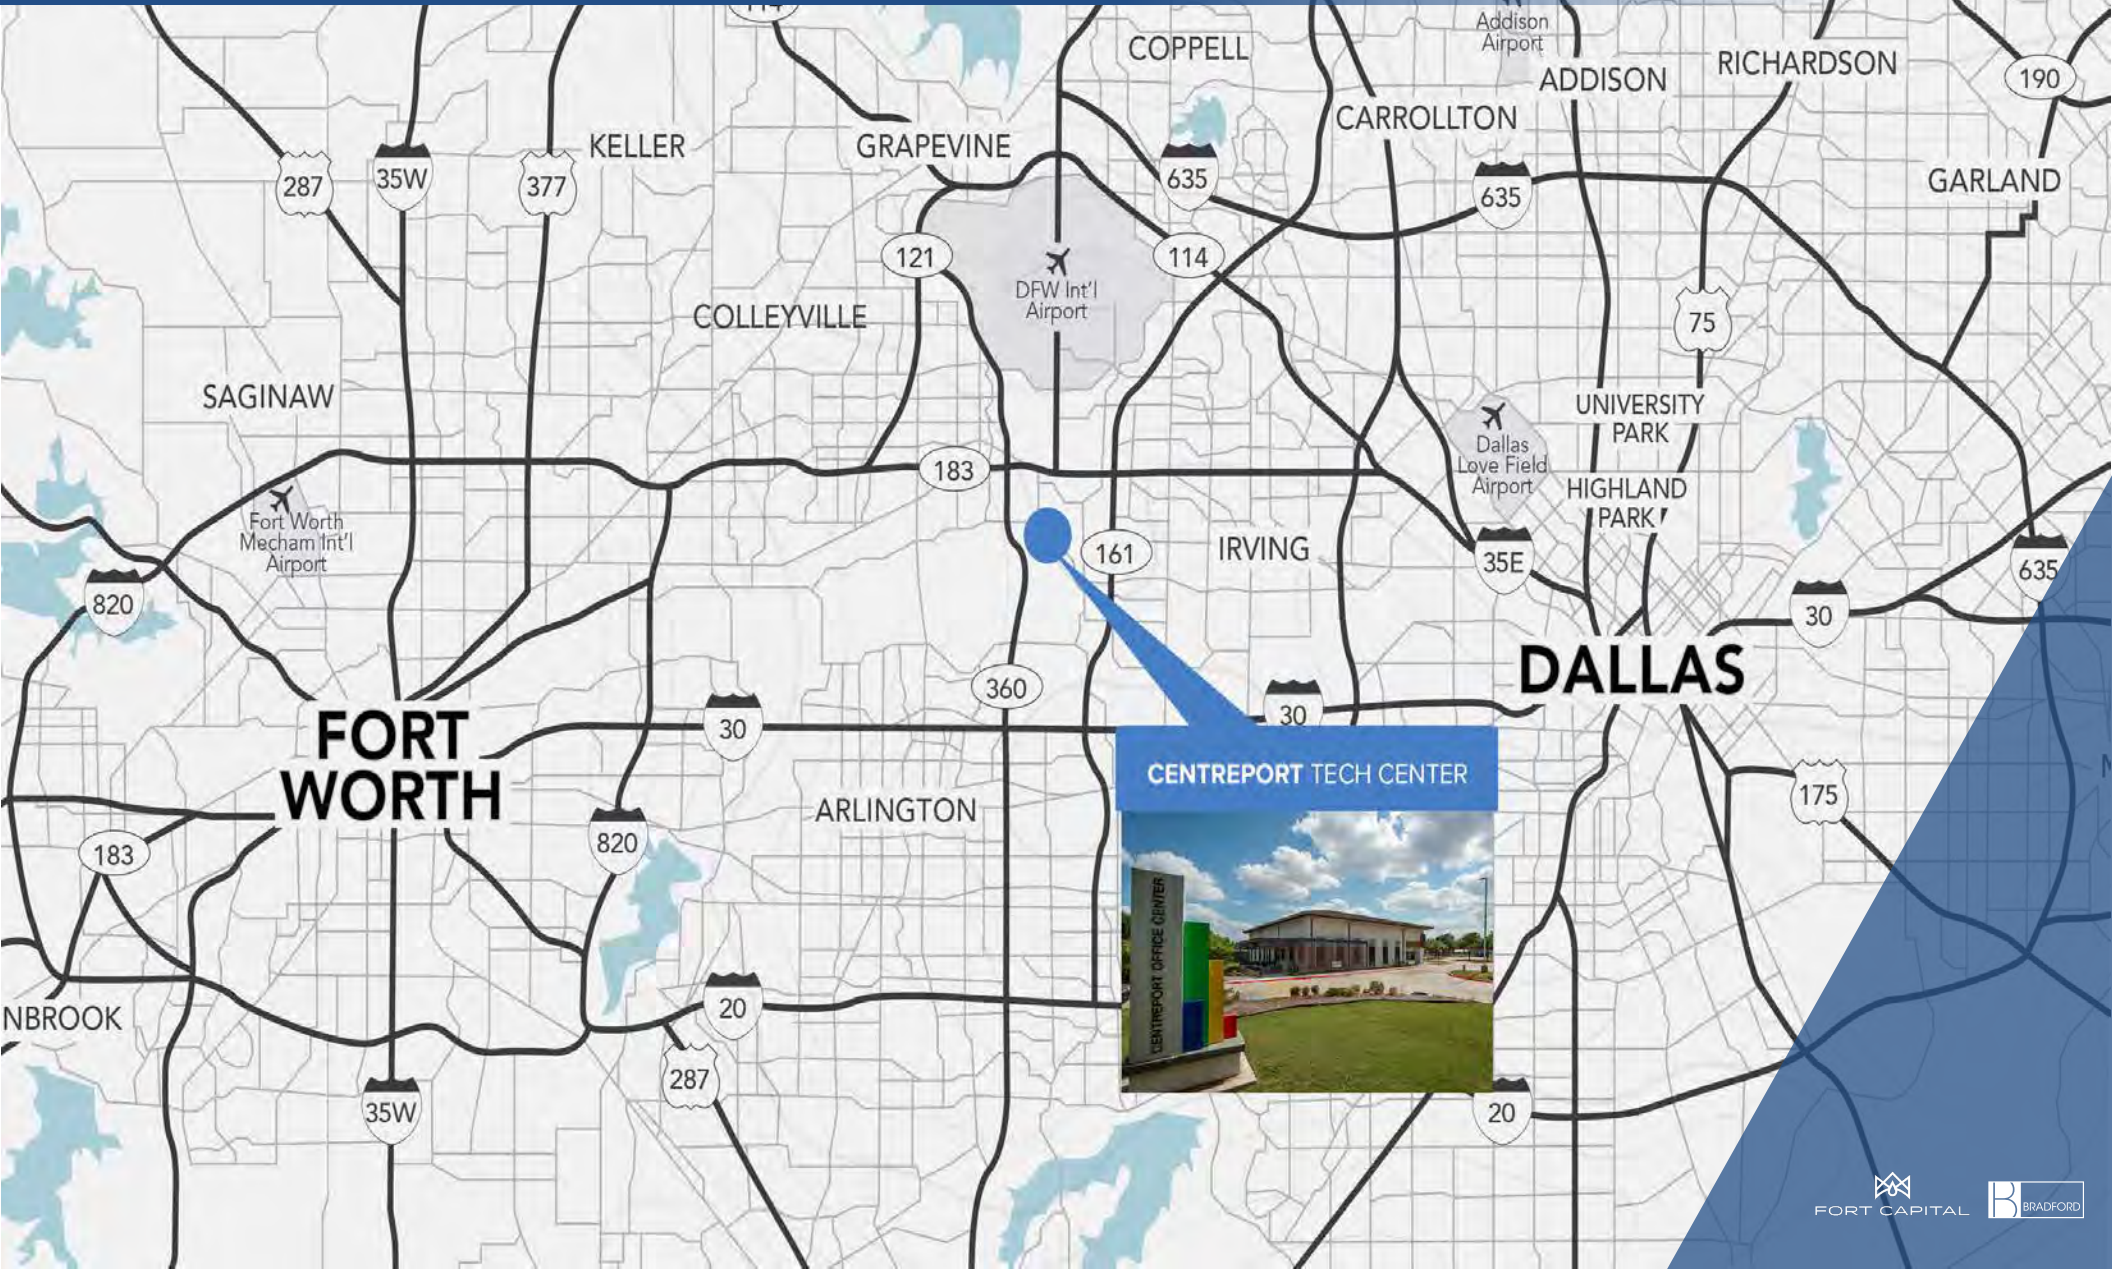 114
Addison
Airport
COPPELL
ADDISON
RICHARDSON
190
CARROLLTON
KELLER
GRAPEVINE
287
35W
377
635
635
GARLAND
121
114
DFW Int'l
Airport
COLLEYVILLE
75
SAGINAW
UNIVERSITY
PARK
Dallas
Love Field
Airport
183
HIGHLAND
PARK
Fort Worth
Mecham Int'l
Airport
161
IRVING
35E
635
820
30
DALLAS
360
30
30
FORT
WORTH
CENTREPORT TECH CENTER
175
ARLINGTON
820
183
CENTREPORT OFFICE CENTER
20
NBROOK
287
35W
20
FORT CAPITAL
B
BRADFORD